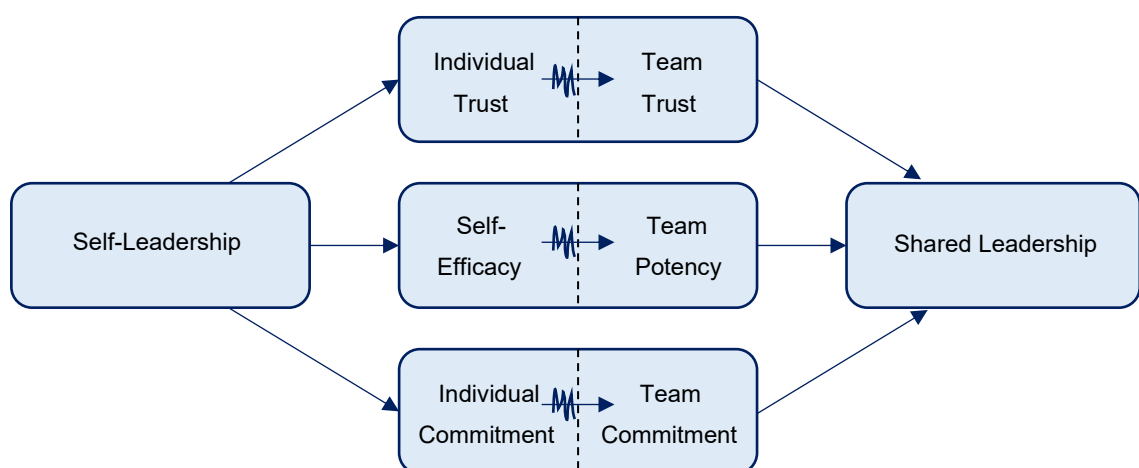 Individual
Trust
Team
Trust
Self-Leadership
Self-
Efficacy
Team
Potency
Shared Leadership
Individual
Commitment
Team
Commitment